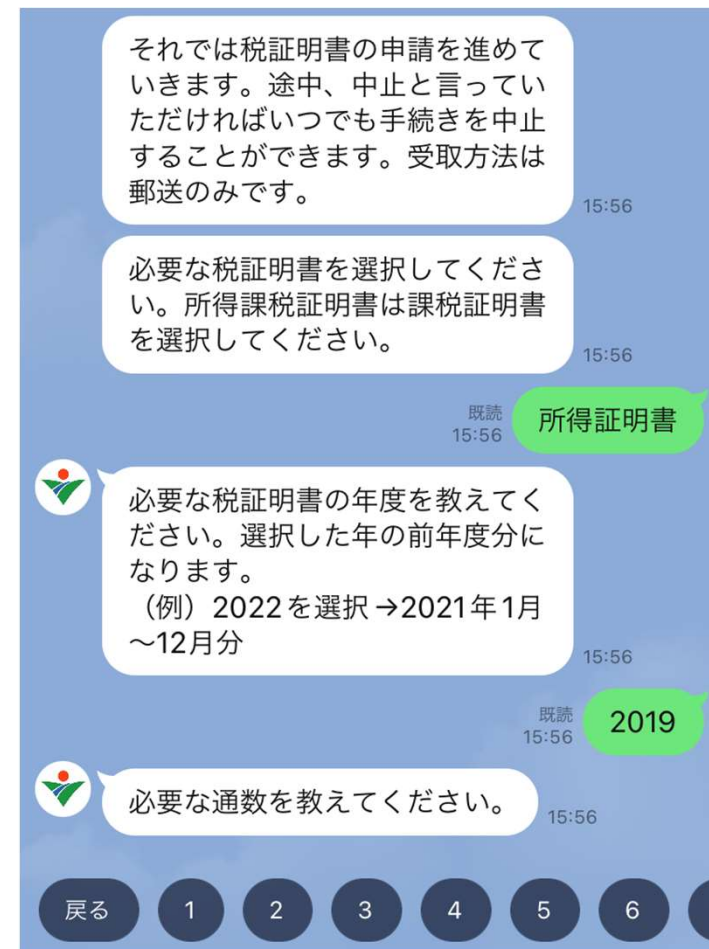 それでは税証明書の申請を進めて
いきます。途中、中止と言ってい
ただければいつでも手続きを中止
することができます。受取方法は
郵送のみです。
15:56
必要な税証明書を選択してくださ
い。所得課税証明書は課税証明書
を選択してください。
15:56
既読
15:56
所得証明書
必要な税証明書の年度を教えてく
ださい。選択した年の前年度分に
なります。
（例）2022を選択→2021年1月
～12月分
15:56
既読
15:56
2019
必要な通数を教えてください。
15:56
戻る 1 2 3 4 5 6